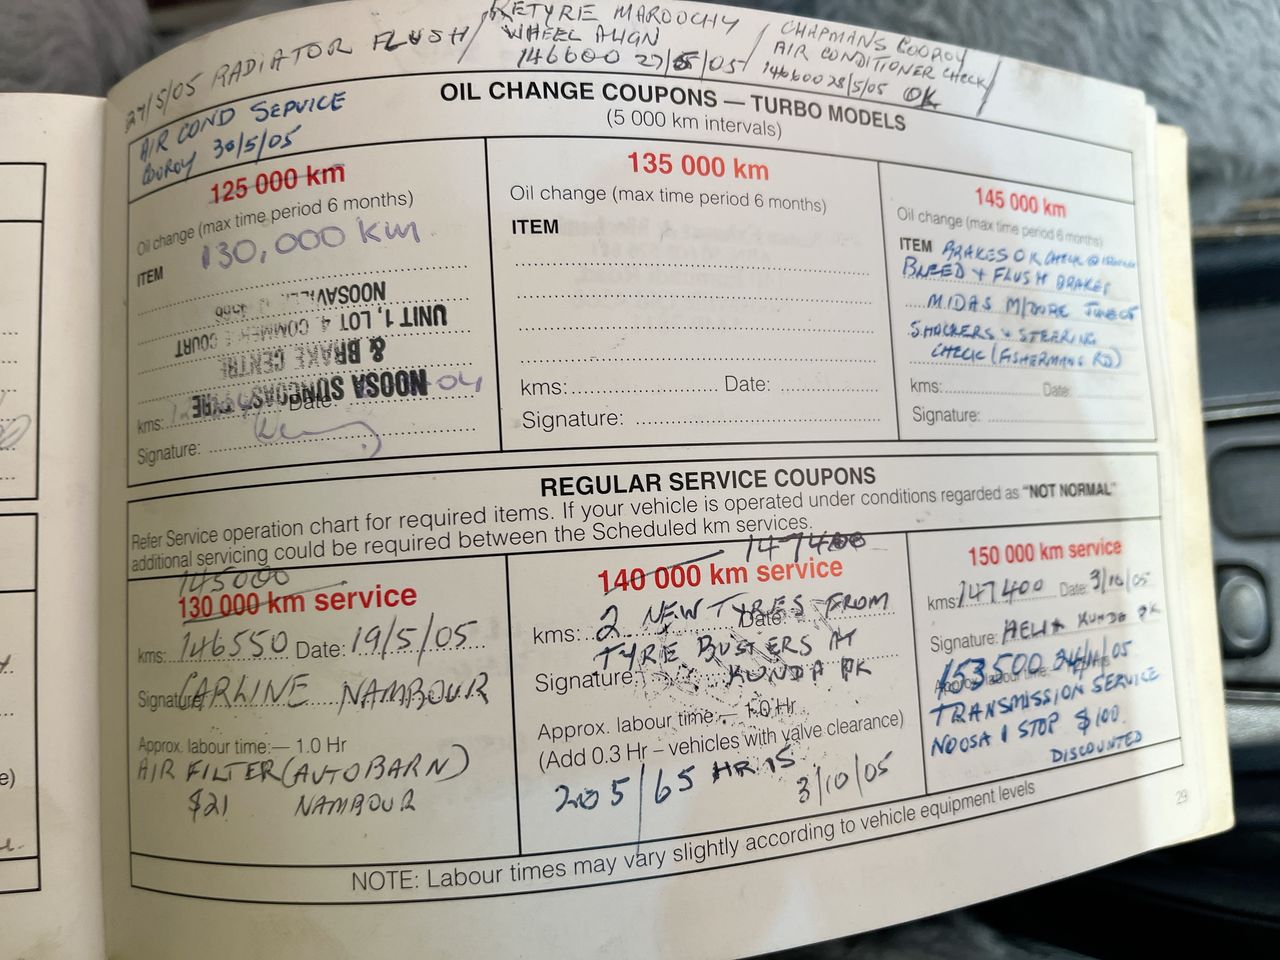 27/5/05 RADIATOR FLUSH /
RETYRE MAROOCHY
WHEEL ALIGN
146600 27/5/05
CHAPMANS COOROY
AIR CONDITIONER CHECK
146600 28/5/05 OK
AIR COND SERVICE
COOROY 30/5/05
OIL CHANGE COUPONS — TURBO MODELS
(5 000 km intervals)
125 000 km
Oil change (max time period 6 months)
130,000 KM
ITEM
NOOSAVILLE
UNIT 1, LOT 4 COURT
& BRAKE CENTRE
NOOSA SUNCOAST TYRE
kms: Date: 04
Signature:
135 000 km
Oil change (max time period 6 months)
ITEM
kms: Date:
Signature:
145 000 km
Oil change (max time period 6 months)
ITEM BRAKES OK CHECK @
BLEED + FLUSH BRAKES
MIDAS M/DORE JUNE 05
SHOCKERS & STEERING
CHECK (FISHERMANS RD)
kms: Date:
Signature:
REGULAR SERVICE COUPONS
Refer Service operation chart for required items. If your vehicle is operated under conditions regarded as "NOT NORMAL"
additional servicing could be required between the Scheduled km services.
145000
130 000 km service
kms: 146550 Date: 19/5/05
Signature: CARLINE NAMBOUR
Approx. labour time:— 1.0 Hr
AIR FILTER (AUTOBARN)
$21 NAMBOUR
147400
140 000 km service
kms: 2 NEW TYRES FROM
Date:
TYRE BUSTERS AT
Signature: KUNDA PK
Approx. labour time:— 1.0 Hr
(Add 0.3 Hr – vehicles with valve clearance)
205/65 HR 15
3/10/05
150 000 km service
kms: 147400 Date: 3/10/05
Signature: KUNDA PK
153500 /05
TRANSMISSION SERVICE
NOOSA 1 STOP $100
DISCOUNTED
NOTE: Labour times may vary slightly according to vehicle equipment levels
29